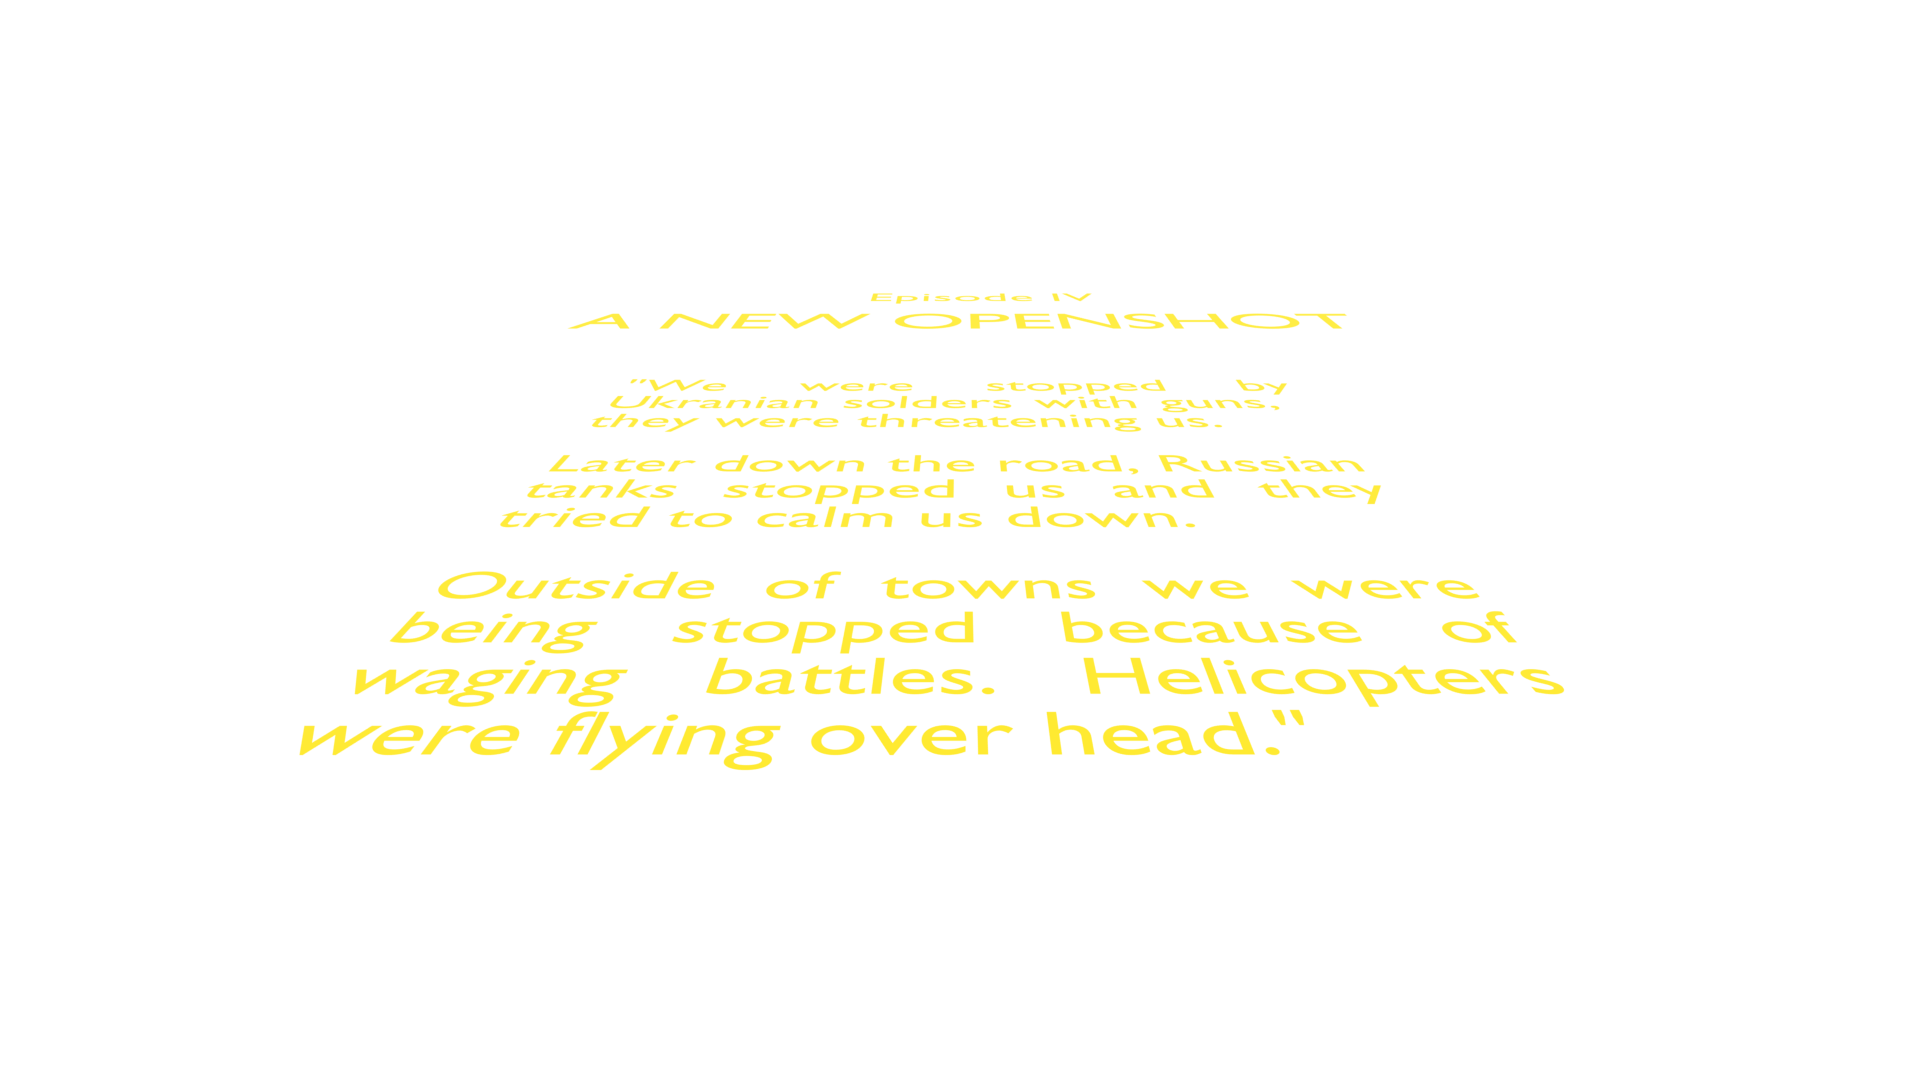 Episode IV
A NEW OPENSHOT
"We were stopped by
Ukranian solders with guns,
they were threatening us.
Later down the road, Russian
tanks stopped us and they
tried to calm us down.
Outside of towns we were
being stopped because of
waging battles. Helicopters
were flying over head."